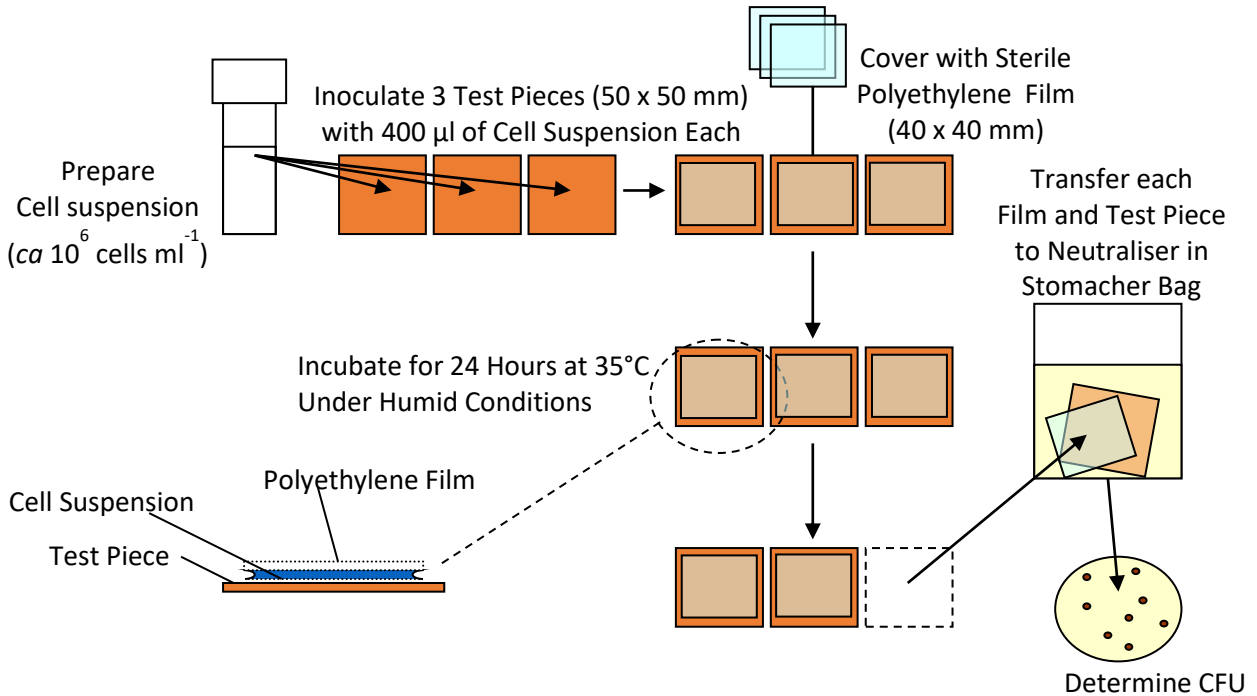 Prepare
Cell suspension
(ca 10⁶ cells ml⁻¹)
Inoculate 3 Test Pieces (50 x 50 mm)
with 400 µl of Cell Suspension Each
Cover with Sterile
Polyethylene Film
(40 x 40 mm)
Transfer each
Film and Test Piece
to Neutraliser in
Stomacher Bag
Incubate for 24 Hours at 35°C
Under Humid Conditions
Polyethylene Film
Cell Suspension
Test Piece
Determine CFU